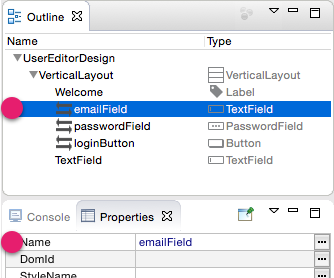 Outline
Name Type
UserEditorDesign
VerticalLayout VerticalLayout
Welcome Label
emailField TextField
passwordField PasswordField
loginButton Button
TextField TextField
Console Properties
Name emailField
DomId
StyleName